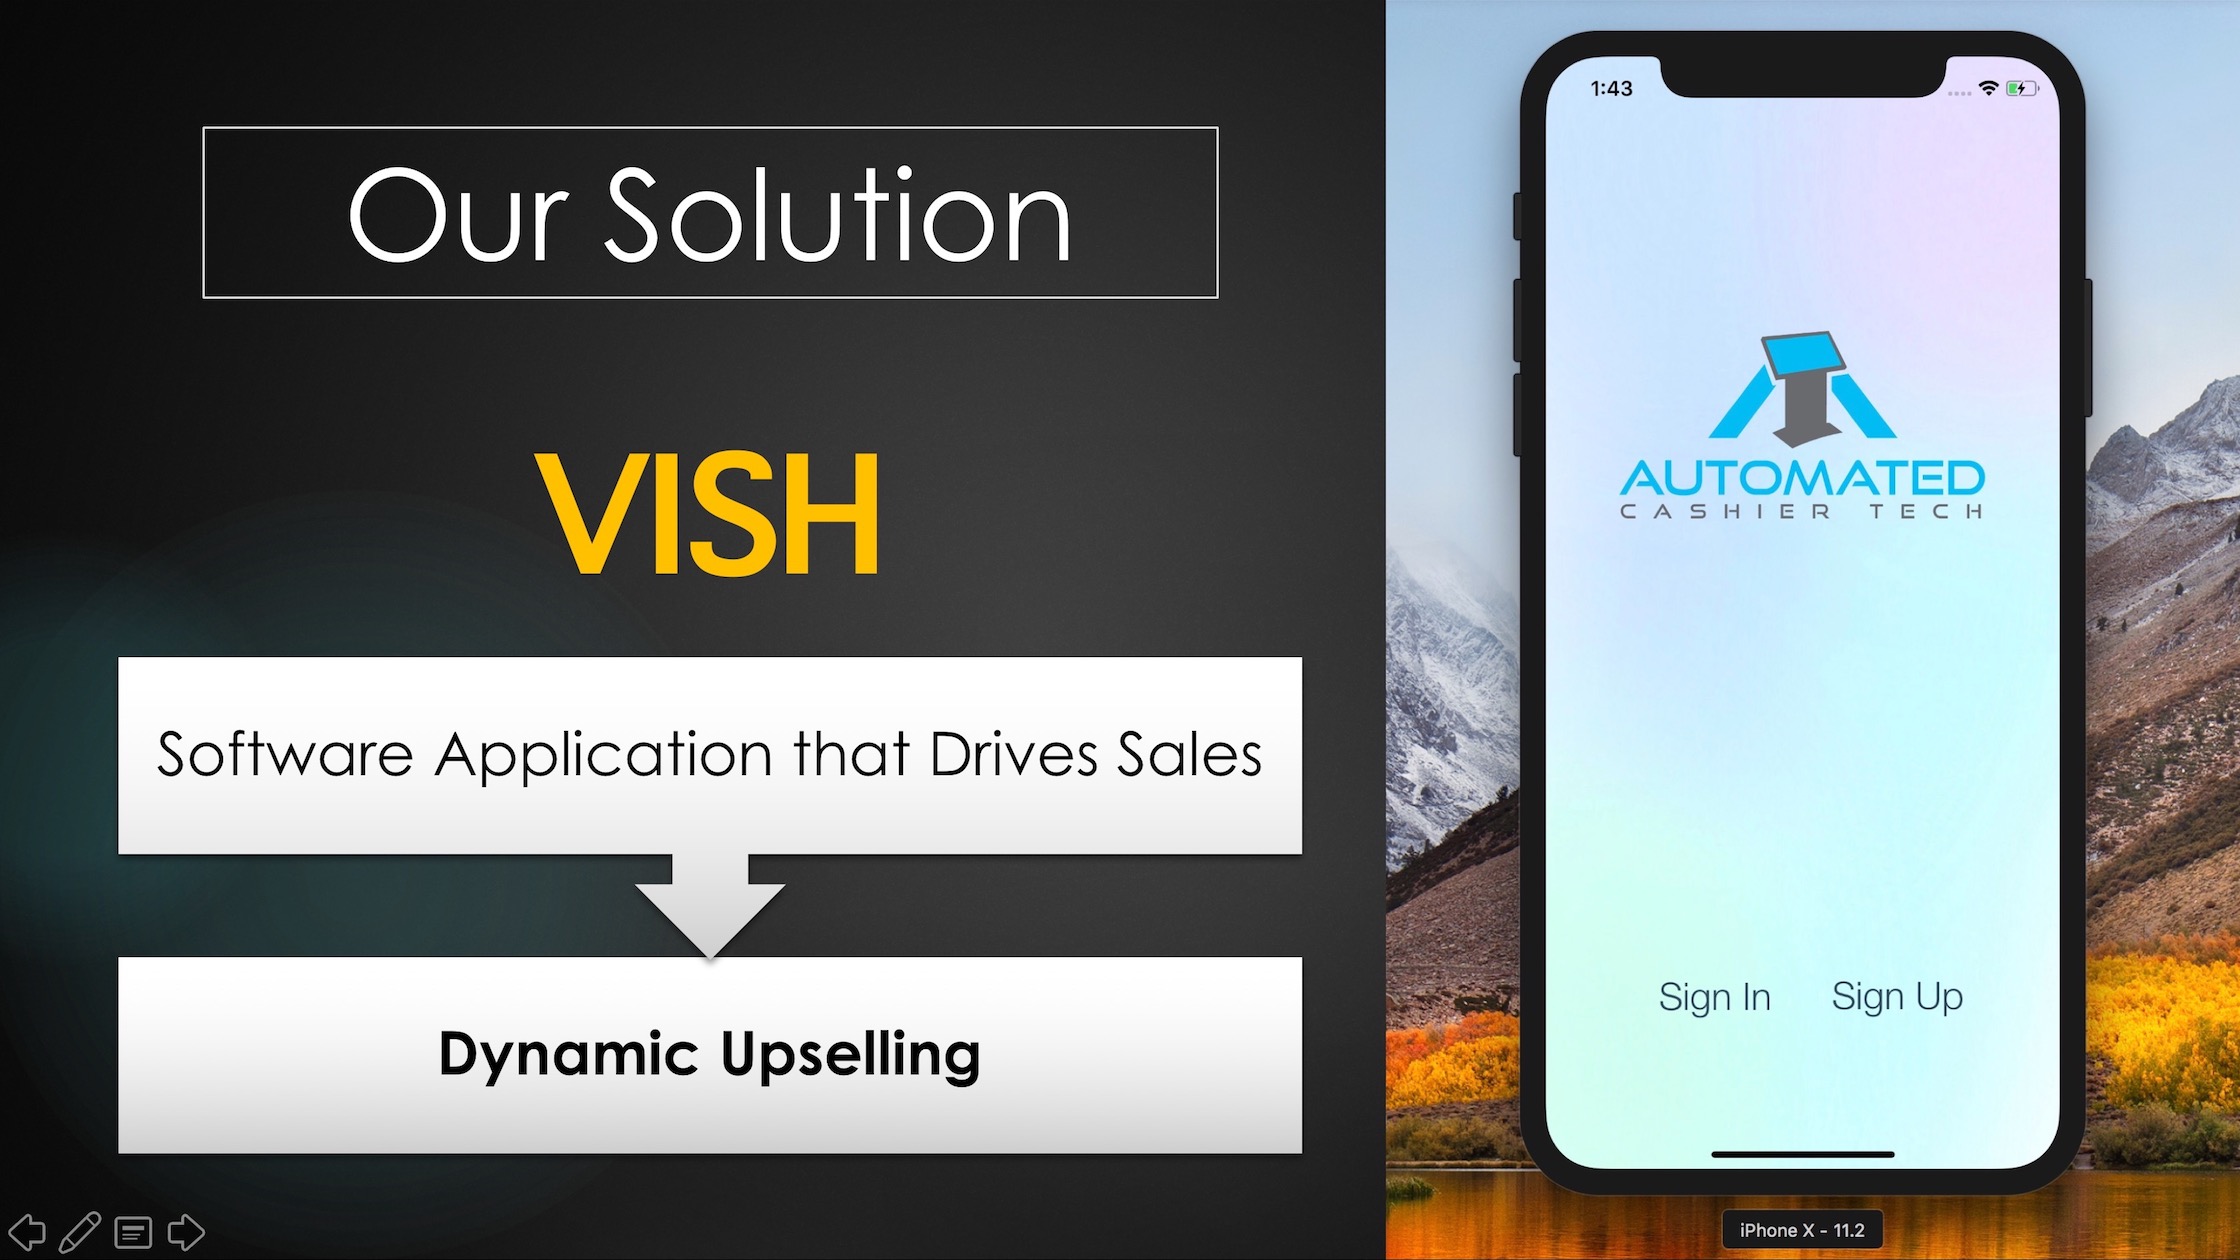 Our Solution
VISH
Software Application that Drives Sales
Dynamic Upselling
1:43
AUTOMATED
CASHIER TECH
Sign In
Sign Up
iPhone X - 11.2